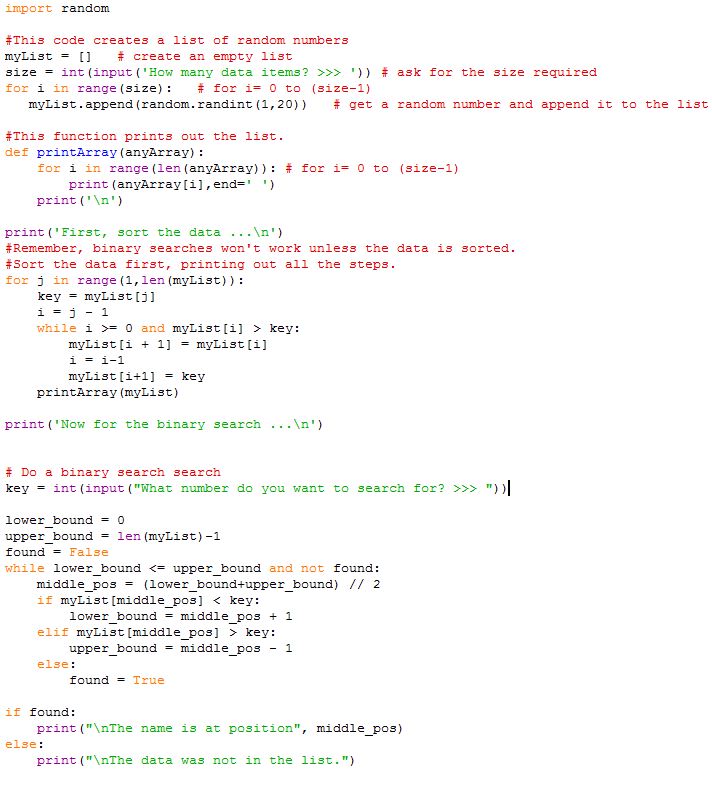 import random

#This code creates a list of random numbers
myList = []   # create an empty list
size = int(input('How many data items? >>> ')) # ask for the size required
for i in range(size):   # for i= 0 to (size-1)
   myList.append(random.randint(1,20))   # get a random number and append it to the list

#This function prints out the list.
def printArray(anyArray):
    for i in range(len(anyArray)): # for i= 0 to (size-1)
        print(anyArray[i],end=' ')
    print('\n')

print('First, sort the data ...\n')
#Remember, binary searches won't work unless the data is sorted.
#Sort the data first, printing out all the steps.
for j in range(1,len(myList)):
    key = myList[j]
    i = j - 1
    while i >= 0 and myList[i] > key:
        myList[i + 1] = myList[i]
        i = i-1
        myList[i+1] = key
    printArray(myList)

print('Now for the binary search ...\n')


# Do a binary search search
key = int(input("What number do you want to search for? >>> "))

lower_bound = 0
upper_bound = len(myList)-1
found = False
while lower_bound <= upper_bound and not found:
    middle_pos = (lower_bound+upper_bound) // 2
    if myList[middle_pos] < key:
        lower_bound = middle_pos + 1
    elif myList[middle_pos] > key:
        upper_bound = middle_pos - 1
    else:
        found = True

if found:
    print("\nThe name is at position", middle_pos)
else:
    print("\nThe data was not in the list.")